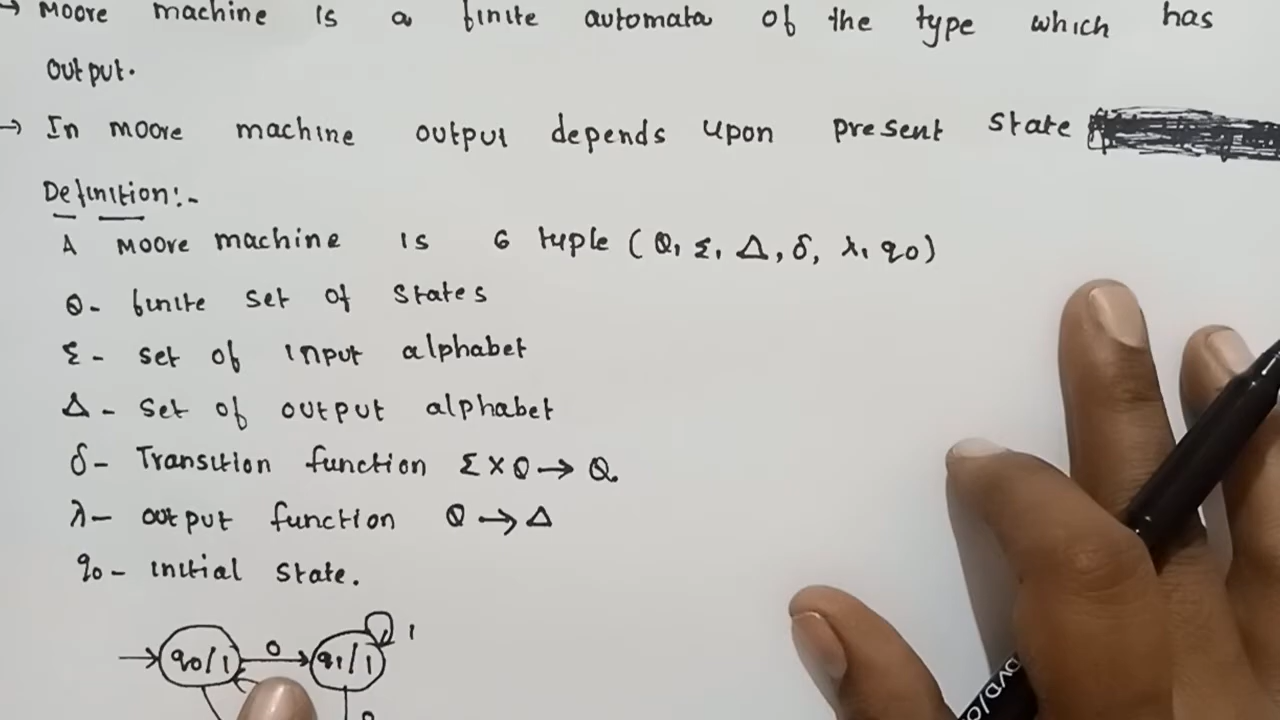 → Moore machine is a finite automata of the type which has
output.
→ In moore machine output depends upon present state
Definition:-
A moore machine is 6 tuple (Q, Σ, Δ, δ, λ, q0)
Q- finite set of states
Σ- set of input alphabet
Δ- set of output alphabet
δ- Transition function Σ×Q→Q
λ- output function Q→Δ
q0- initial state.
0 1
q0/1 q1/1
DVD/